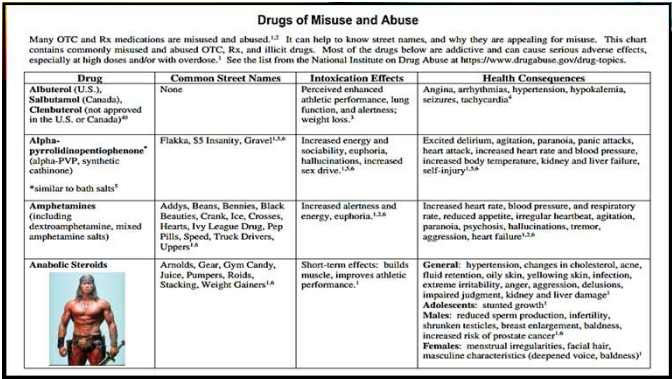 Drugs of Misuse and Abuse
Many OTC and Rx medications are misused and abused.1,2 It can help to know street names, and why they are appealing for misuse. This chart
contains commonly misused and abused OTC, Rx, and illicit drugs. Most of the drugs below are addictive and can cause serious adverse effects,
especially at high doses and/or with overdose.1 See the list from the National Institute on Drug Abuse at https://www.drugabuse.gov/drug-topics.
Drug
Common Street Names
Intoxication Effects
Health Consequences
Albuterol (U.S.),
Salbutamol (Canada),
Clenbuterol (not approved
in the U.S. or Canada)40
None
Perceived enhanced
athletic performance, lung
function, and alertness;
weight loss.3
Angina, arrhythmias, hypertension, hypokalemia,
seizures, tachycardia4
Alpha-
pyrrolidinopentiophenone*
(alpha-PVP, synthetic
cathinone)
*similar to bath salts5
Flakka, $5 Insanity, Gravel1,5,6
Increased energy and
sociability, euphoria,
hallucinations, increased
sex drive.1,5,6
Excited delirium, agitation, paranoia, panic attacks,
heart attack, increased heart rate and blood pressure,
increased body temperature, kidney and liver failure,
self-injury1,5,6
Amphetamines
(including
dextroamphetamine, mixed
amphetamine salts)
Addys, Beans, Bennies, Black
Beauties, Crank, Ice, Crosses,
Hearts, Ivy League Drug, Pep
Pills, Speed, Truck Drivers,
Uppers1,6
Increased alertness and
energy, euphoria.1,2,6
Increased heart rate, blood pressure, and respiratory
rate, reduced appetite, irregular heartbeat, agitation,
paranoia, psychosis, hallucinations, tremor,
aggression, heart failure1,2,6
Anabolic Steroids
Arnolds, Gear, Gym Candy,
Juice, Pumpers, Roids,
Stacking, Weight Gainers1,6
Short-term effects: builds
muscle, improves athletic
performance.1
General: hypertension, changes in cholesterol, acne,
fluid retention, oily skin, yellowing skin, infection,
extreme irritability, anger, aggression, delusions,
impaired judgment, kidney and liver damage1
Adolescents: stunted growth1
Males: reduced sperm production, infertility,
shrunken testicles, breast enlargement, baldness,
increased risk of prostate cancer1,6
Females: menstrual irregularities, facial hair,
masculine characteristics (deepened voice, baldness)1